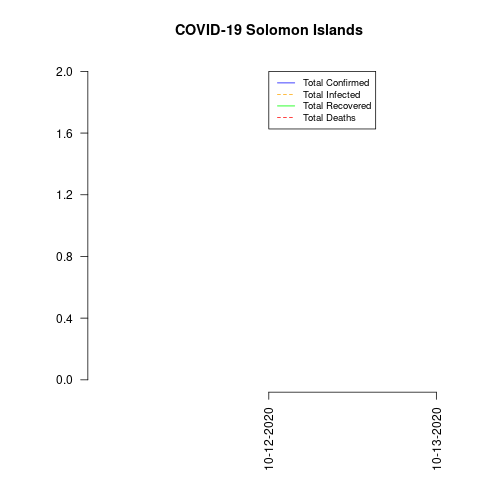 COVID-19 Solomon Islands
2.0
1.6
1.2
0.8
0.4
0.0
Total Confirmed
Total Infected
Total Recovered
Total Deaths
10-12-2020
10-13-2020